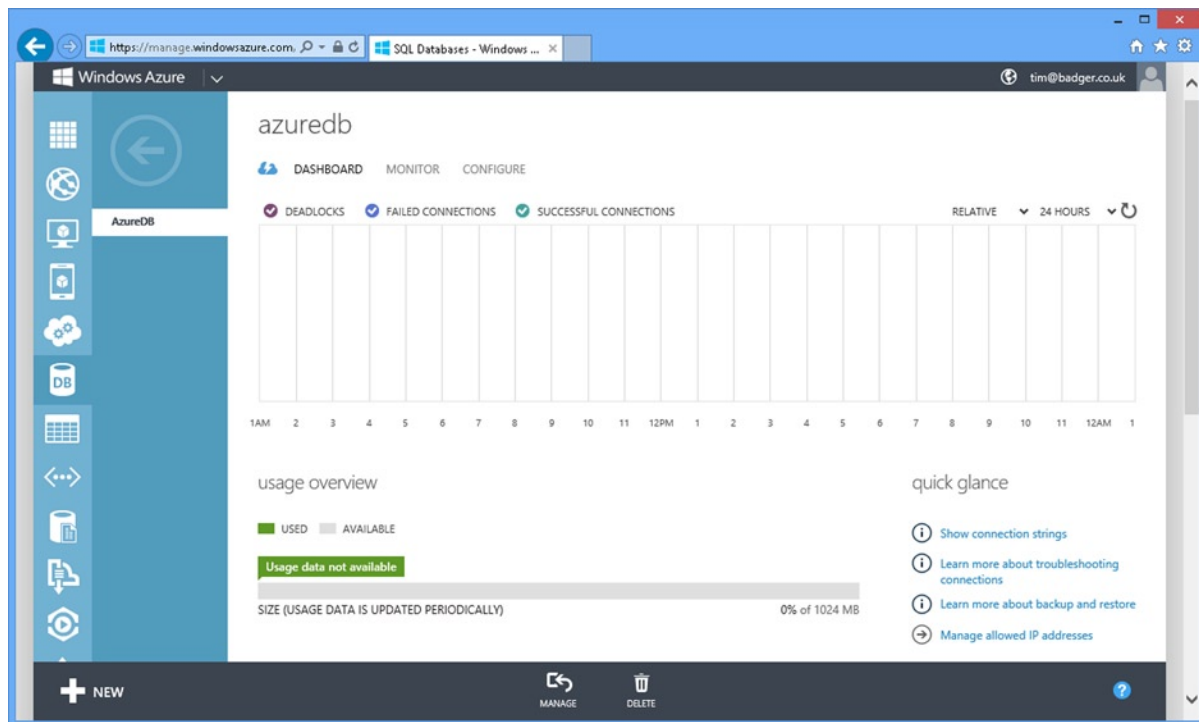 https://manage.windowsazure.com,
SQL Databases - Windows ...
Windows Azure
tim@badger.co.uk
AzureDB
DB
azuredb
DASHBOARD MONITOR CONFIGURE
DEADLOCKS FAILED CONNECTIONS SUCCESSFUL CONNECTIONS RELATIVE 24 HOURS
1AM 2 3 4 5 6 7 8 9 10 11 12PM 1 2 3 4 5 6 7 8 9 10 11 12AM 1
usage overview
USED AVAILABLE
Usage data not available
SIZE (USAGE DATA IS UPDATED PERIODICALLY) 0% of 1024 MB
quick glance
Show connection strings
Learn more about troubleshooting
connections
Learn more about backup and restore
Manage allowed IP addresses
NEW
MANAGE
DELETE
?